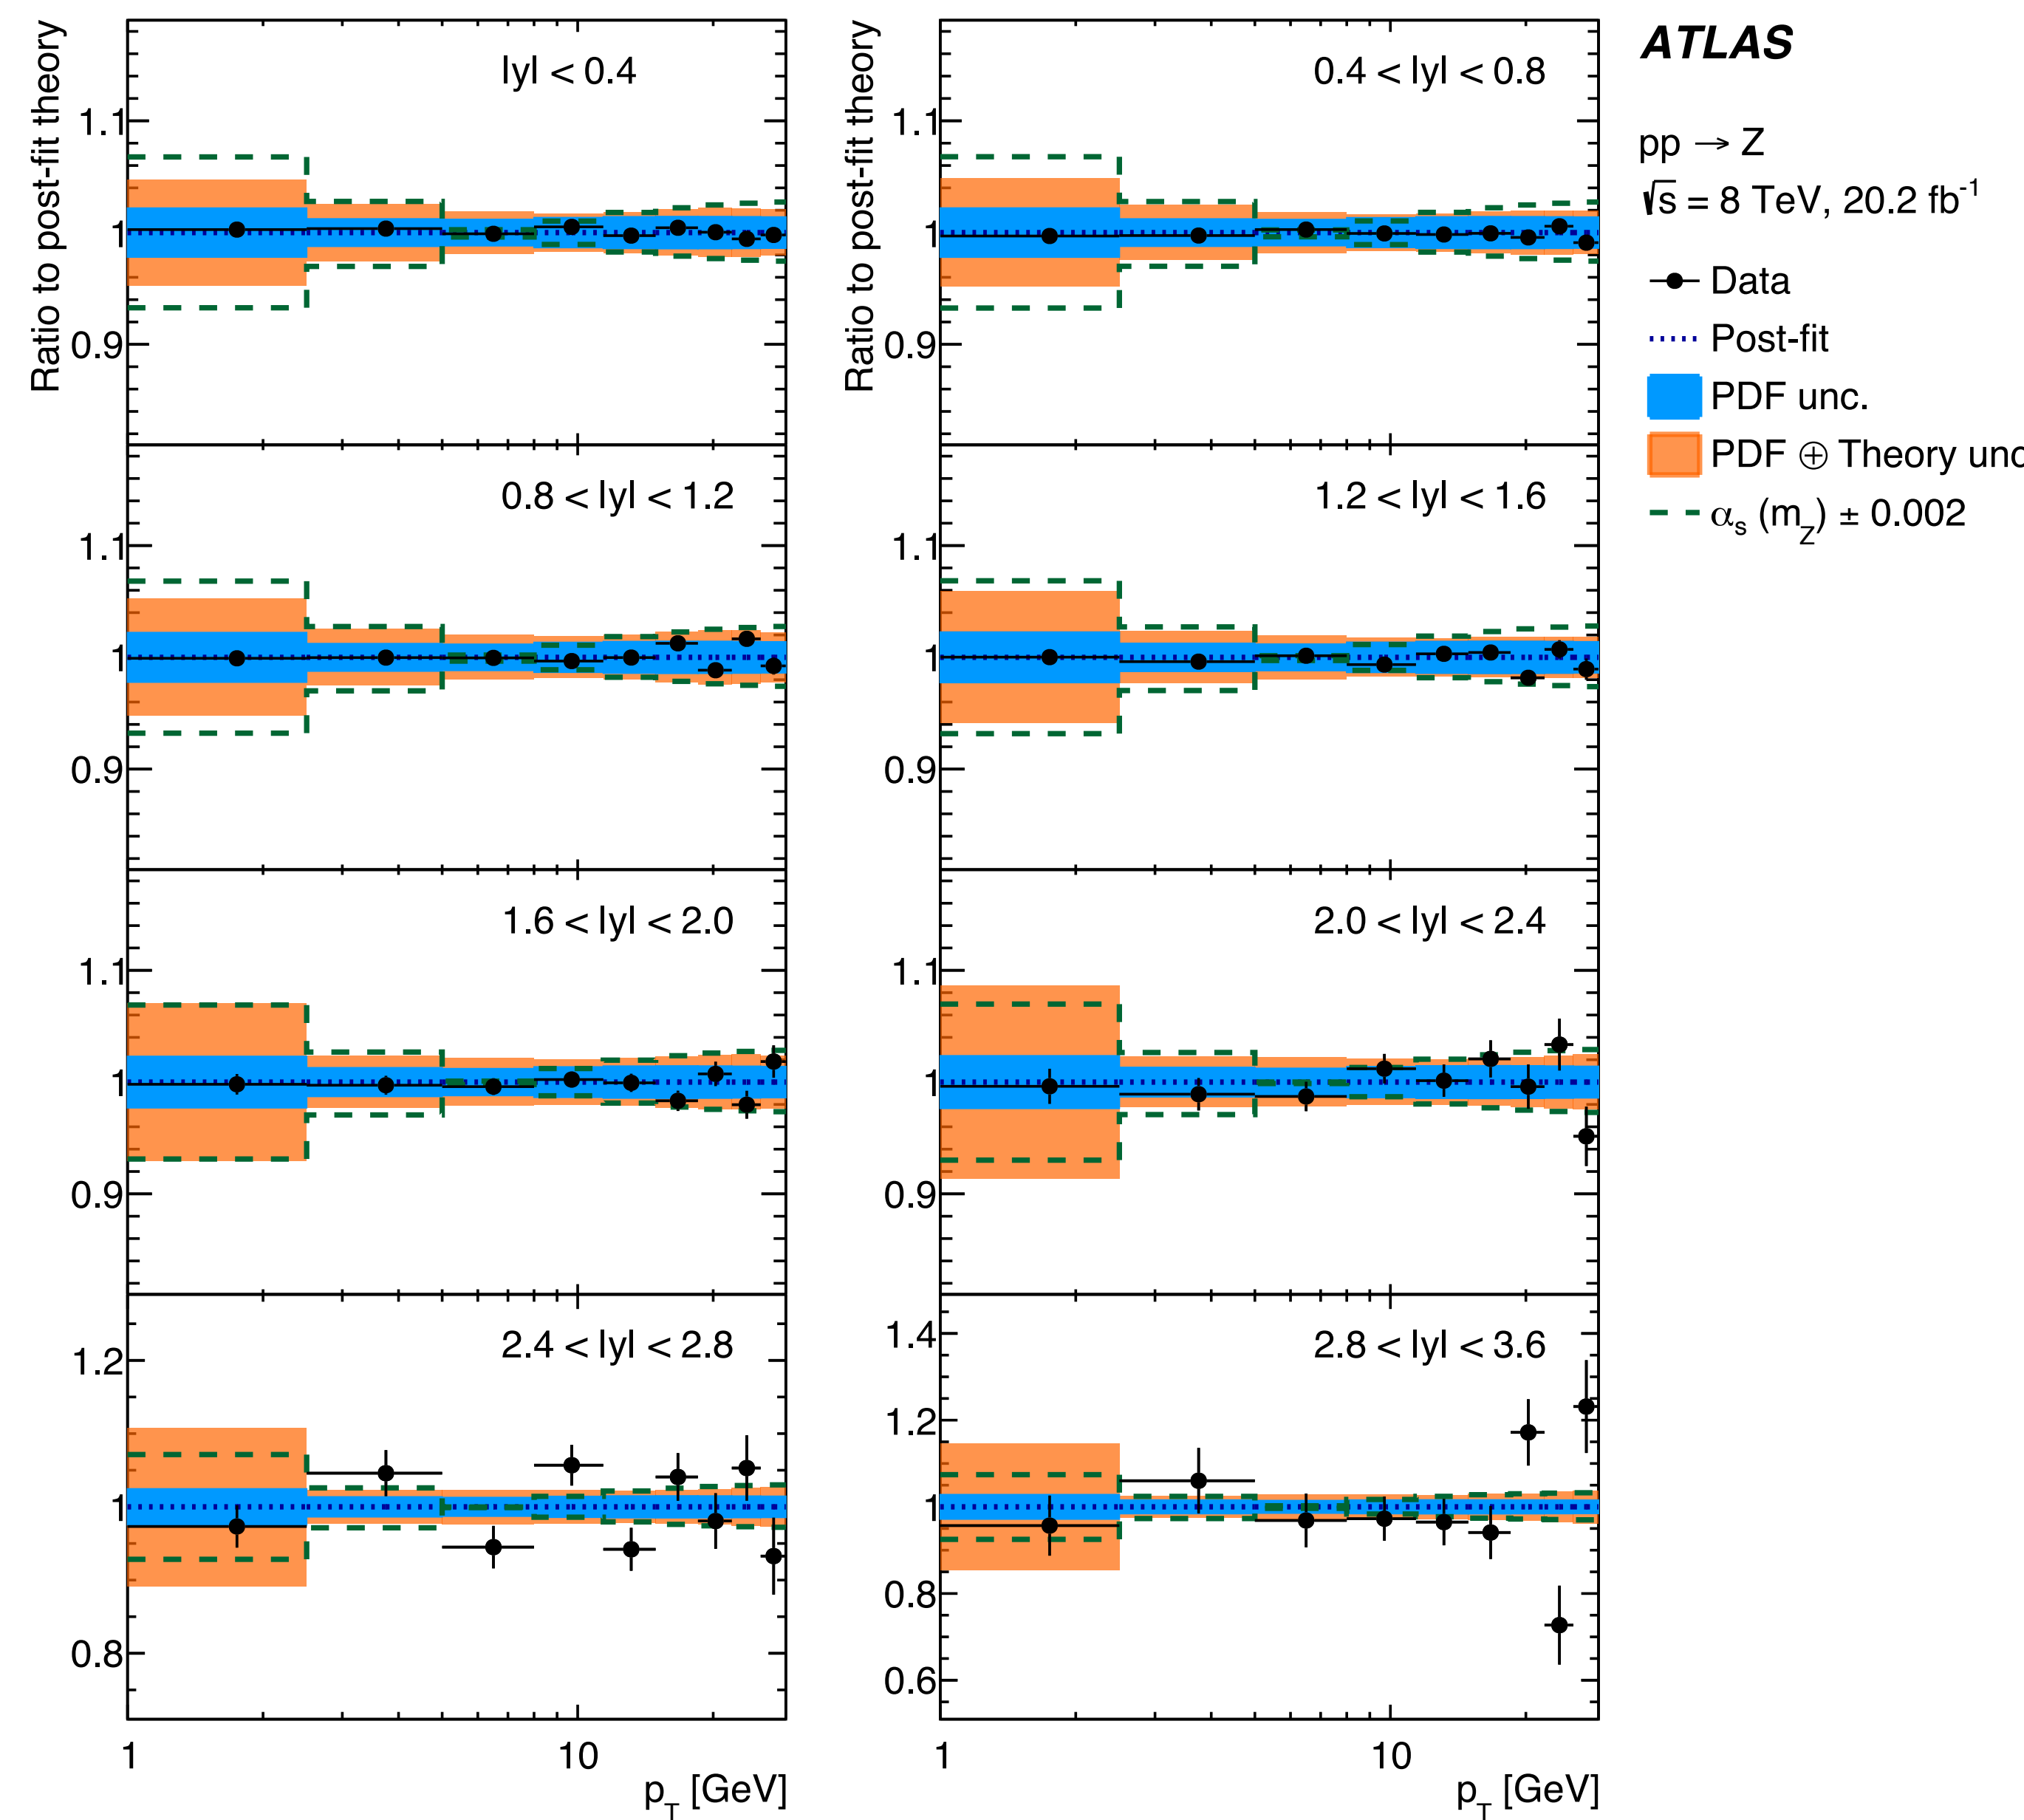 Ratio to post-fit theory
|y| < 0.4
1.1
1
0.9
Ratio to post-fit theory
0.4 < |y| < 0.8
1.1
1
0.9
ATLAS
pp → Z
√s = 8 TeV, 20.2 fb⁻¹
Data
Post-fit
PDF unc.
PDF ⊕ Theory unc
αs (mZ) ± 0.002
0.8 < |y| < 1.2
1.1
1
0.9
1.2 < |y| < 1.6
1.1
1
0.9
1.6 < |y| < 2.0
1.1
1
0.9
2.0 < |y| < 2.4
1.1
1
0.9
2.4 < |y| < 2.8
1.2
1
0.8
2.8 < |y| < 3.6
1.4
1.2
1
0.8
0.6
1 10
pT [GeV]
1 10
pT [GeV]